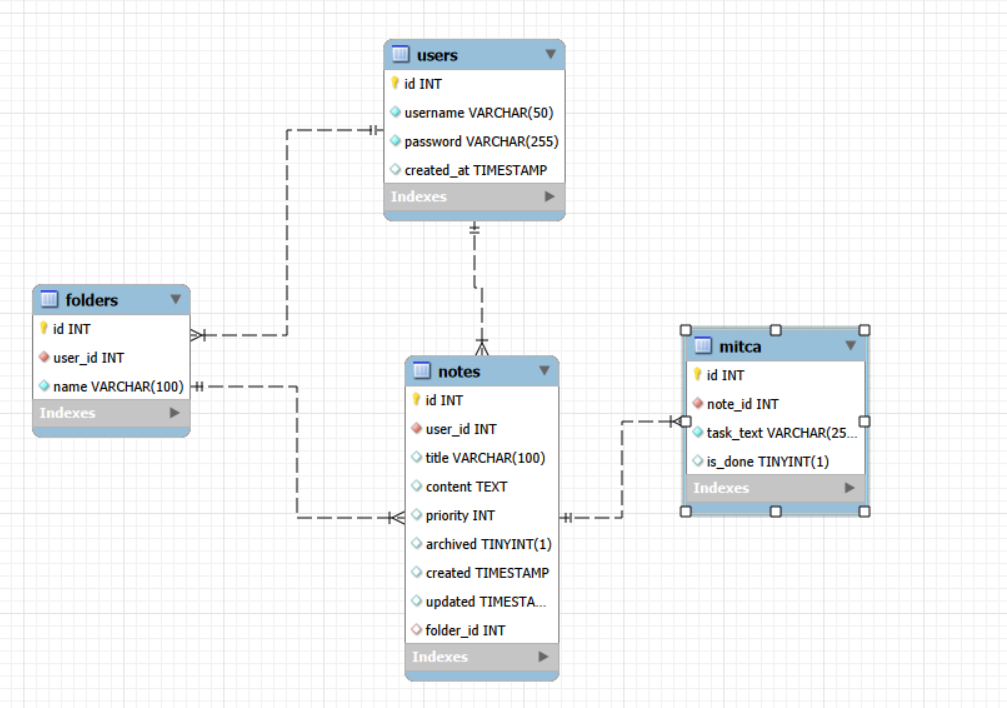 users
id INT
username VARCHAR(50)
password VARCHAR(255)
created_at TIMESTAMP
Indexes
folders
id INT
user_id INT
name VARCHAR(100)
Indexes
notes
id INT
user_id INT
title VARCHAR(100)
content TEXT
priority INT
archived TINYINT(1)
created TIMESTAMP
updated TIMESTA...
folder_id INT
Indexes
mitca
id INT
note_id INT
task_text VARCHAR(25...
is_done TINYINT(1)
Indexes